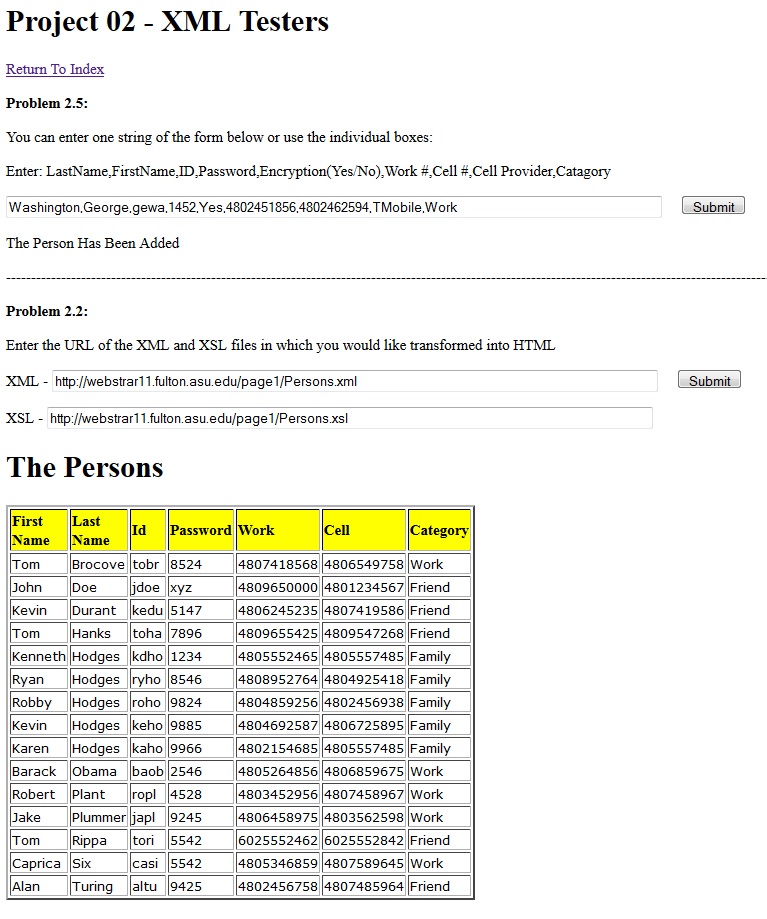 Project 02 - XML Testers
Return To Index
Problem 2.5:
You can enter one string of the form below or use the individual boxes:
Enter: LastName,FirstName,ID,Password,Encryption(Yes/No),Work #,Cell #,Cell Provider,Catagory
Washington,George,gewa,1452,Yes,4802451856,4802462594,TMobile,Work Submit
The Person Has Been Added
Problem 2.2:
Enter the URL of the XML and XSL files in which you would like transformed into HTML
XML - http://webstrar11.fulton.asu.edu/page1/Persons.xml Submit
XSL - http://webstrar11.fulton.asu.edu/page1/Persons.xsl
The Persons
First Name Last Name Id Password Work Cell Category
Tom Brocove tobr 8524 4807418568 4806549758 Work
John Doe jdoe xyz 4809650000 4801234567 Friend
Kevin Durant kedu 5147 4806245235 4807419586 Friend
Tom Hanks toha 7896 4809655425 4809547268 Friend
Kenneth Hodges kdho 1234 4805552465 4805557485 Family
Ryan Hodges ryho 8546 4808952764 4804925418 Family
Robby Hodges roho 9824 4804859256 4802456938 Family
Kevin Hodges keho 9885 4804692587 4806725895 Family
Karen Hodges kaho 9966 4802154685 4805557485 Family
Barack Obama baob 2546 4805264856 4806859675 Work
Robert Plant ropl 4528 4803452956 4807458967 Work
Jake Plummer japl 9245 4806458975 4803562598 Work
Tom Rippa tori 5542 6025552462 6025552842 Friend
Caprica Six casi 5542 4805346859 4807589645 Work
Alan Turing altu 9425 4802456758 4807485964 Friend